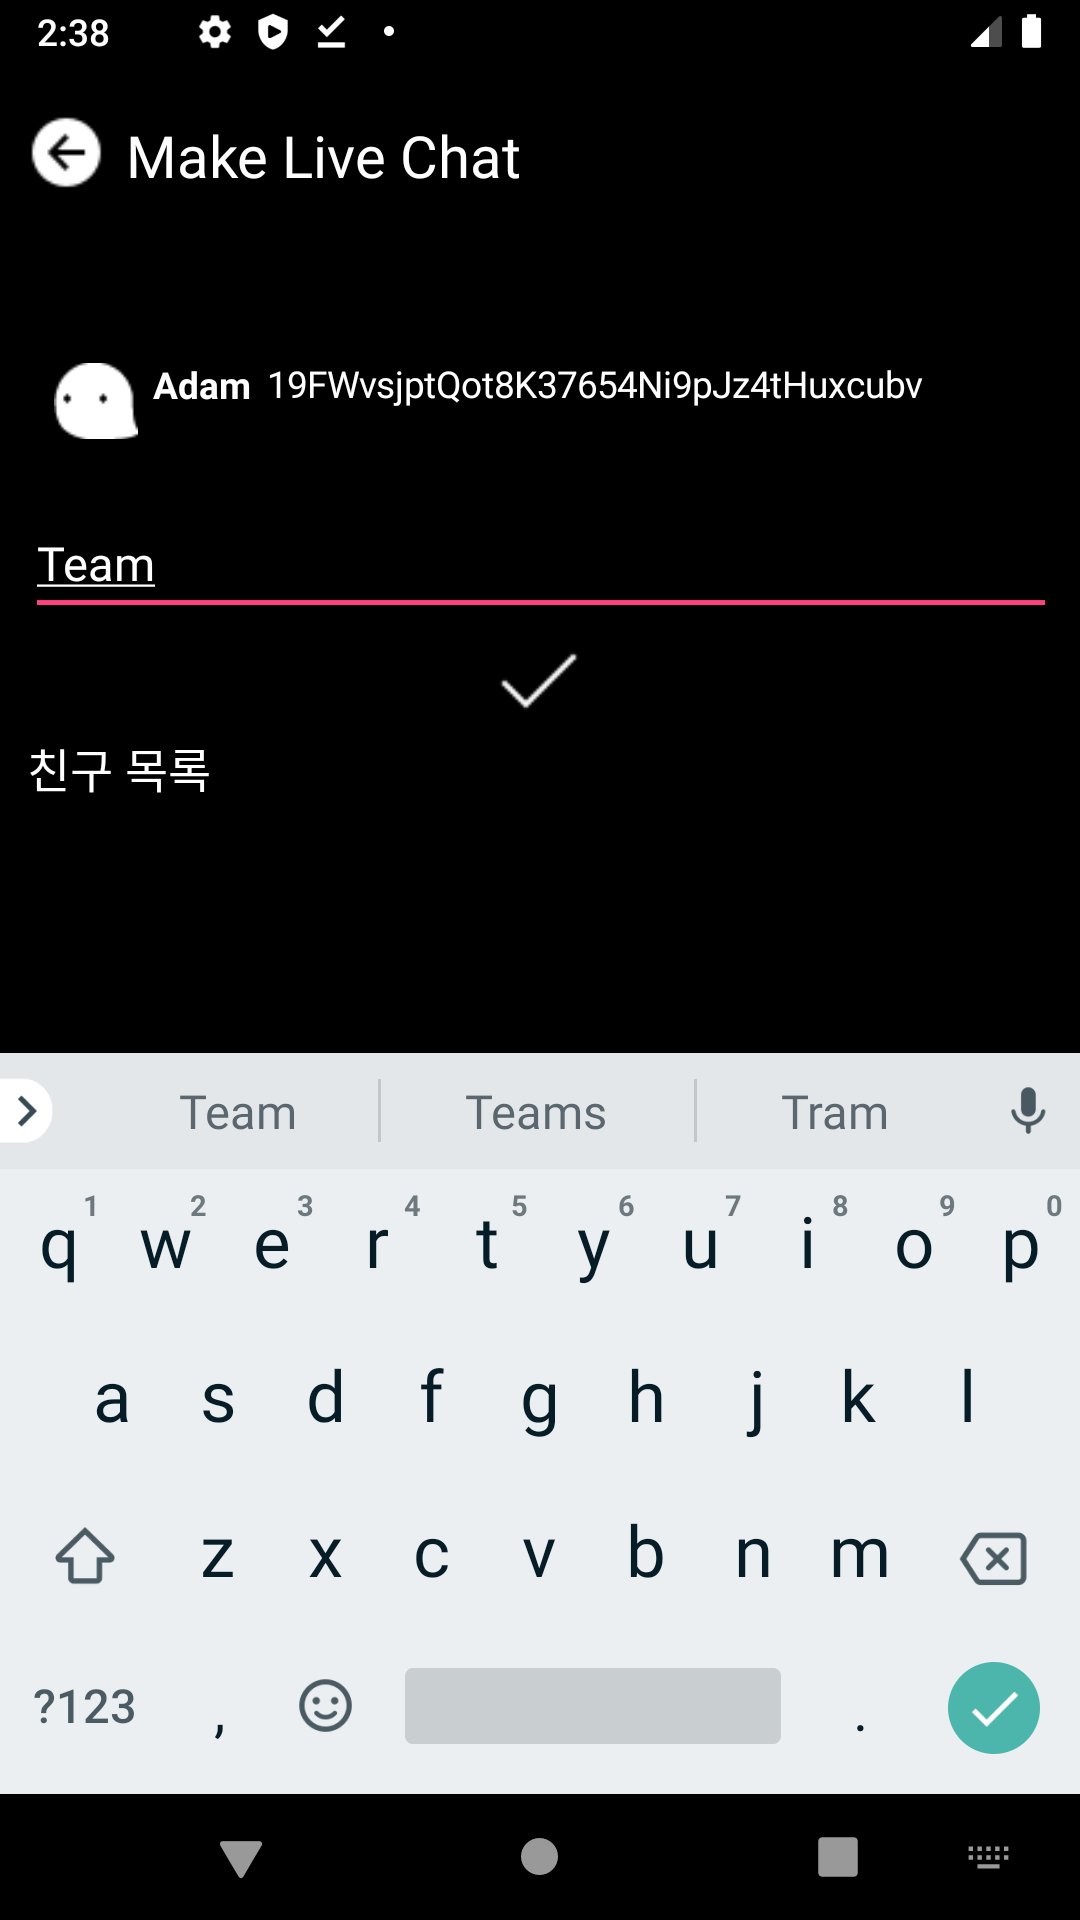 2:38
Make Live Chat
Adam 19FWvsjptQot8K37654Ni9pJz4tHuxcubv
Team
친구 목록
Team Teams Tram
1 2 3 4 5 6 7 8 9 0
q w e r t y u i o p
a s d f g h j k l
z x c v b n m
?123 , .